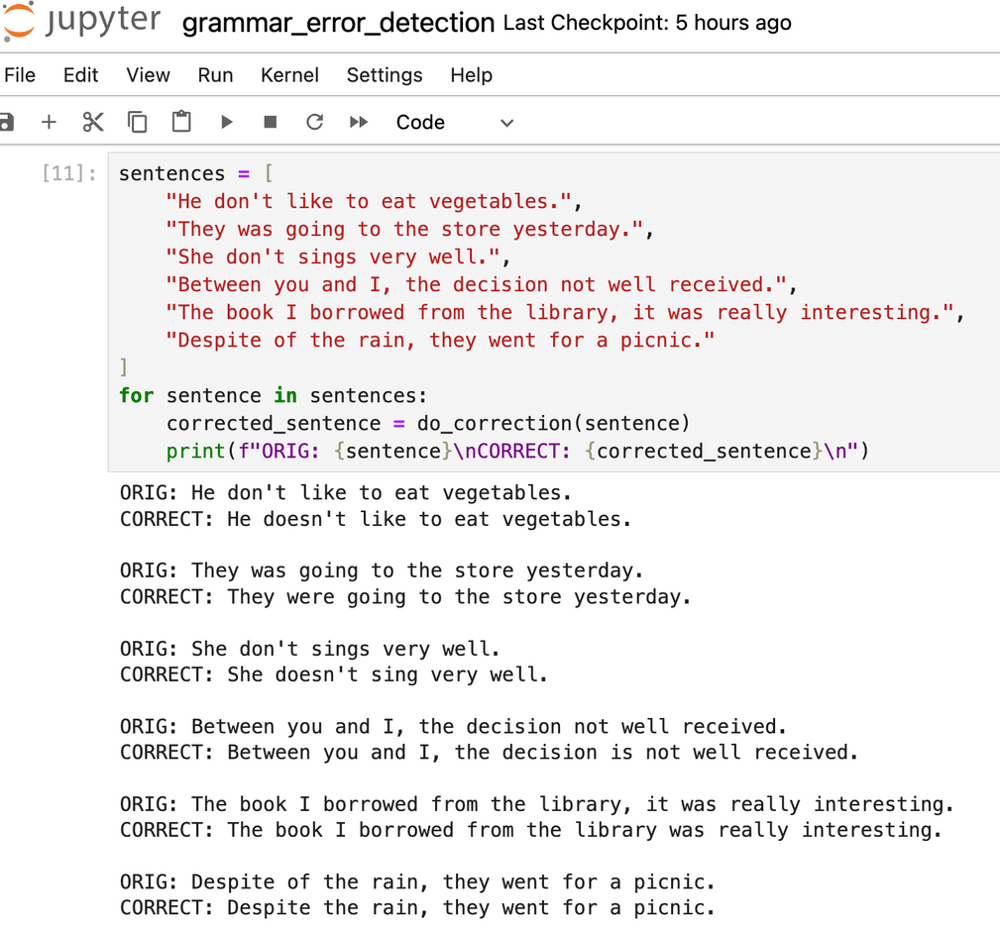 jupyter grammar_error_detection Last Checkpoint: 5 hours ago
File Edit View Run Kernel Settings Help
Code
[11]: sentences = [
    "He don't like to eat vegetables.",
    "They was going to the store yesterday.",
    "She don't sings very well.",
    "Between you and I, the decision not well received.",
    "The book I borrowed from the library, it was really interesting.",
    "Despite of the rain, they went for a picnic."
]
for sentence in sentences:
    corrected_sentence = do_correction(sentence)
    print(f"ORIG: {sentence}\nCORRECT: {corrected_sentence}\n")
ORIG: He don't like to eat vegetables.
CORRECT: He doesn't like to eat vegetables.

ORIG: They was going to the store yesterday.
CORRECT: They were going to the store yesterday.

ORIG: She don't sings very well.
CORRECT: She doesn't sing very well.

ORIG: Between you and I, the decision not well received.
CORRECT: Between you and I, the decision is not well received.

ORIG: The book I borrowed from the library, it was really interesting.
CORRECT: The book I borrowed from the library was really interesting.

ORIG: Despite of the rain, they went for a picnic.
CORRECT: Despite the rain, they went for a picnic.